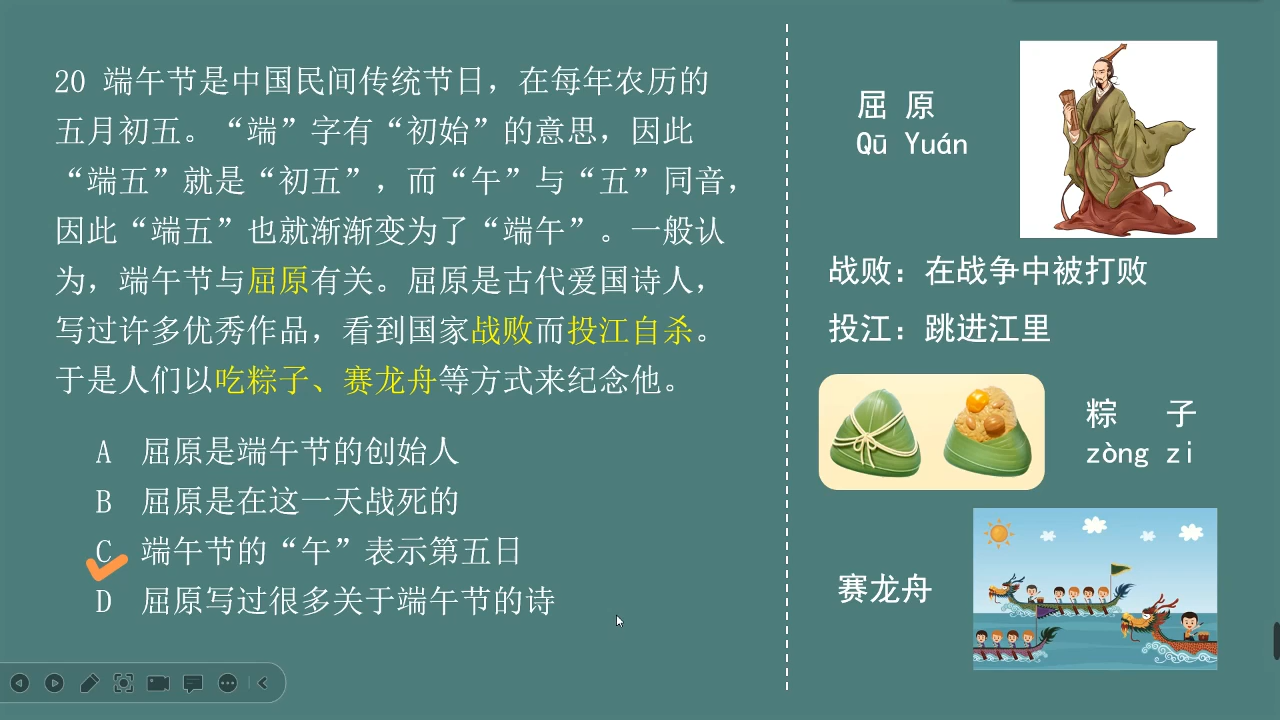 20 端午节是中国民间传统节日，在每年农历的
五月初五。“端”字有“初始”的意思，因此
“端五”就是“初五”，而“午”与“五”同音，
因此“端五”也就渐渐变为了“端午”。一般认
为，端午节与屈原有关。屈原是古代爱国诗人，
写过许多优秀作品，看到国家战败而投江自杀。
于是人们以吃粽子、赛龙舟等方式来纪念他。
A 屈原是端午节的创始人
B 屈原是在这一天战死的
C 端午节的“午”表示第五日
D 屈原写过很多关于端午节的诗
屈 原
Qū Yuán
战败：在战争中被打败
投江：跳进江里
粽 子
zòng zi
赛龙舟